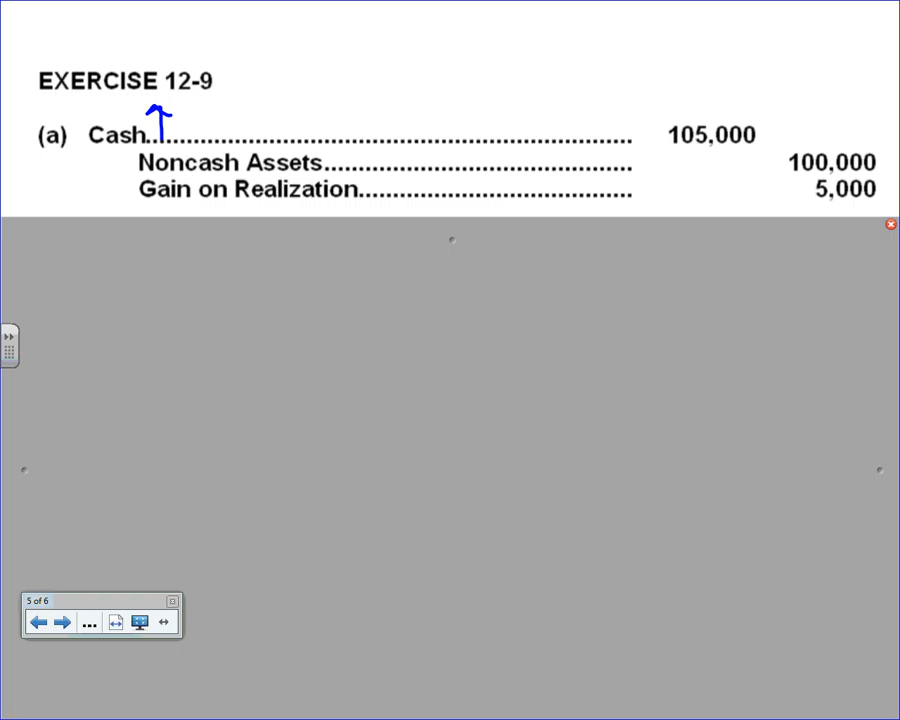 EXERCISE 12-9
(a) Cash.......................................................................... 105,000
Noncash Assets.............................................. 100,000
Gain on Realization......................................... 5,000
5 of 6
...